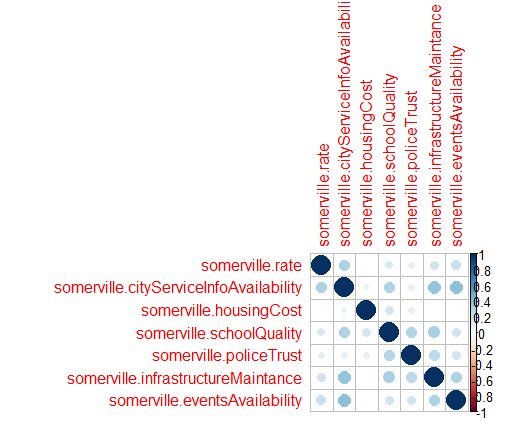 somerville.rate
somerville.cityServiceInfoAvailabili
somerville.housingCost
somerville.schoolQuality
somerville.policeTrust
somerville.infrastructureMaintance
somerville.eventsAvailability
somerville.rate
somerville.cityServiceInfoAvailability
somerville.housingCost
somerville.schoolQuality
somerville.policeTrust
somerville.infrastructureMaintance
somerville.eventsAvailability
1
0.8
0.6
0.4
0.2
0
-0.2
-0.4
-0.6
-0.8
-1